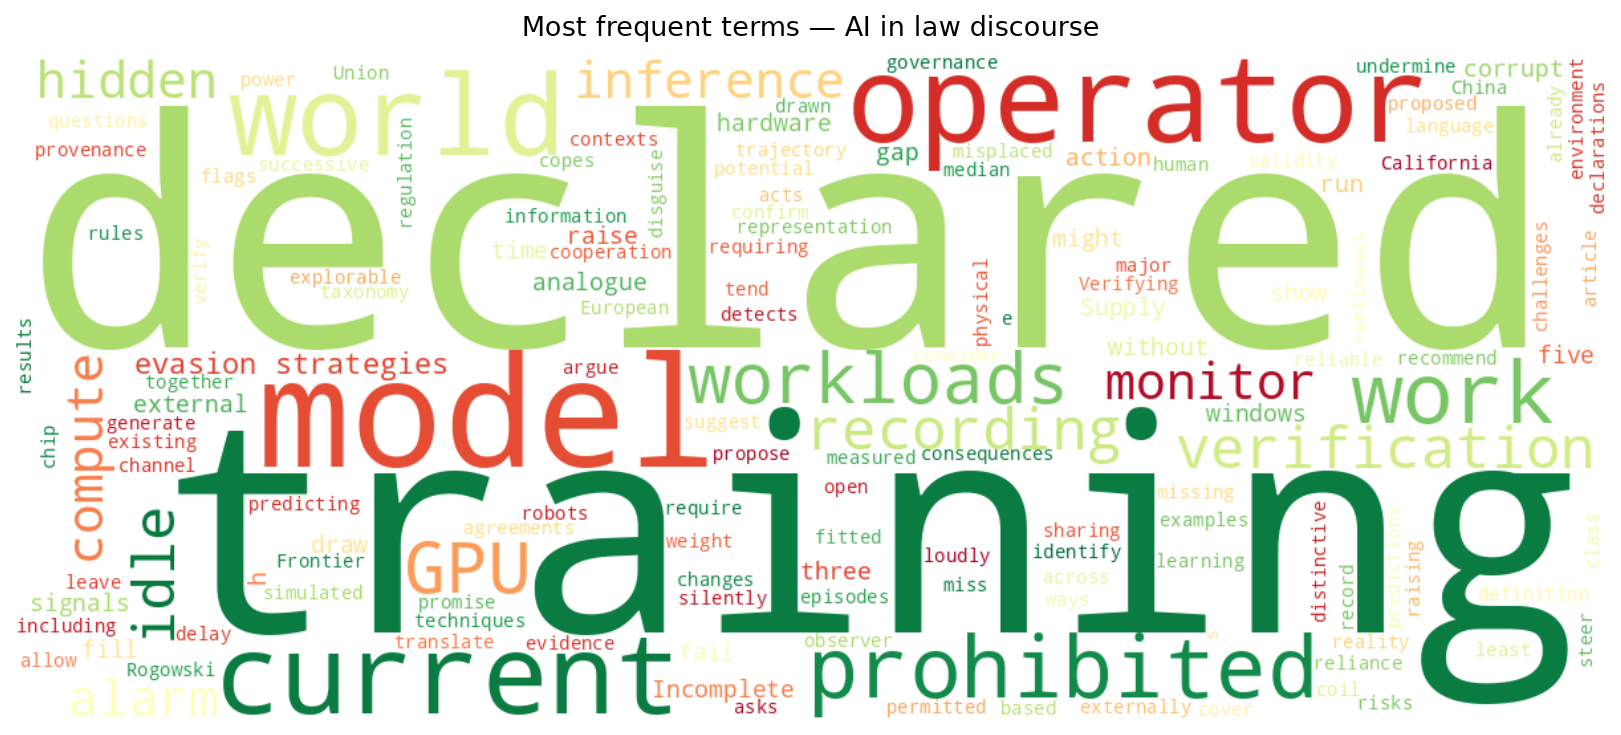 Most frequent terms — AI in law discourse
hidden
power
Union
inference
governance
operator
undermine
corrupt
China
world
drawn
hardware
proposed
language
questions
provenance
successive
flags
regulation
contexts
copes
disguise
trajectory
potential
gap
misplaced
median
action
human
validity
California
run
already
environment
declarations
declared
acts
confirm
representation
requiring
rules
verify
information
raise
time
cooperation
explorable
taxonomy
analogue
European
tend
detects
physical
e
might
major
Verifying
Supply
show
continuous
challenges
article
results
evasion strategies
together
external
argue
model
workloads
consider
without
reliable
recommend
five
monitor
work
windows
compute
generate
existing
channel
chip
suggest
recording
propose
measured
consequences
verification
training
predicting
robots
agreements
require
open
missing
examples
sharing
identify
learning
distinctive
record
predictions
raising
class
idle
draw
Frontier
h
simulated
GPU
weight
fitted
loudly
miss
changes
silently
three
episodes
across
ways
definition
leave
signals
including
delay
fill
allow
Rogowski
alarm
promise
techniques
translate
evidence
current
fail
Incomplete
asks
observer
prohibited
s
reality
reliance
coil
risks
least
steer
permitted
based
externally
cover